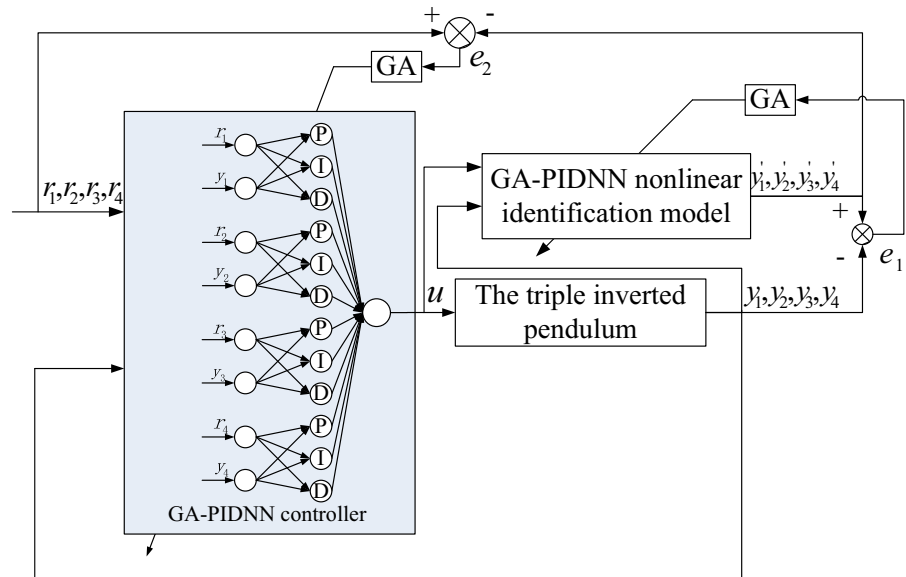 + -
e₂
GA
GA
r₁,r₂,r₃,r₄
r₁
y₁
P
I
D
r₂
y₂
P
I
D
r₃
y₃
P
I
D
r₄
y₄
P
I
D
GA-PIDNN controller
u
GA-PIDNN nonlinear
identification model
y'₁,y'₂,y'₃,y'₄
+
-
e₁
The triple inverted
pendulum
y₁,y₂,y₃,y₄